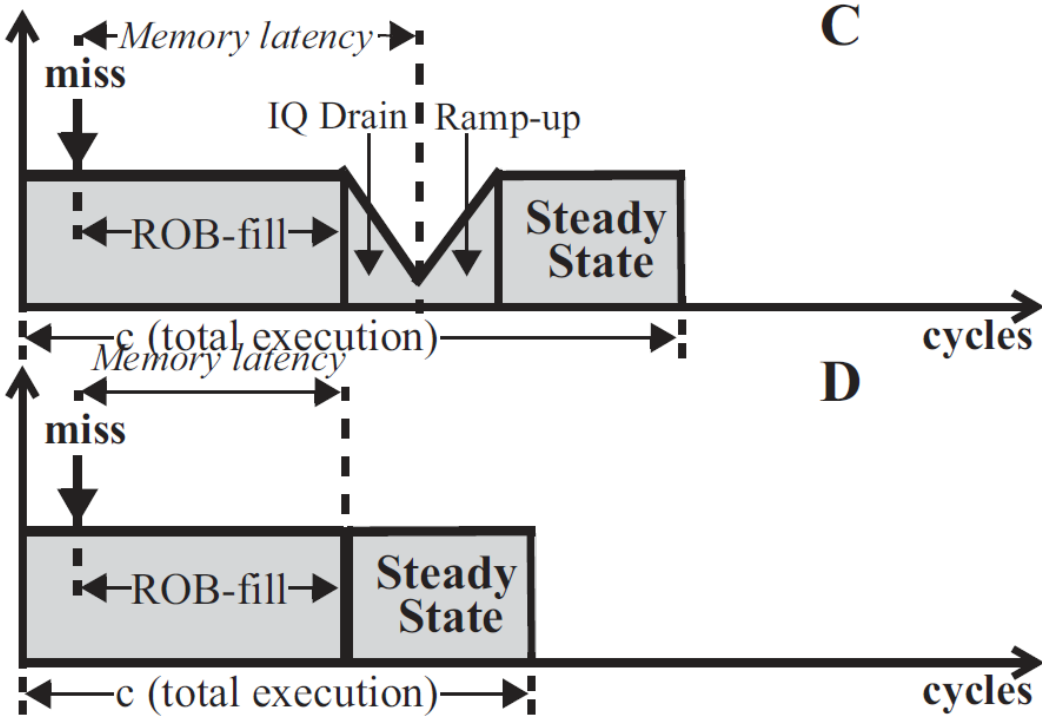 Memory latency
C
miss
IQ Drain
Ramp-up
ROB-fill
Steady
State
c (total execution)
cycles
Memory latency
D
miss
ROB-fill
Steady
State
c (total execution)
cycles